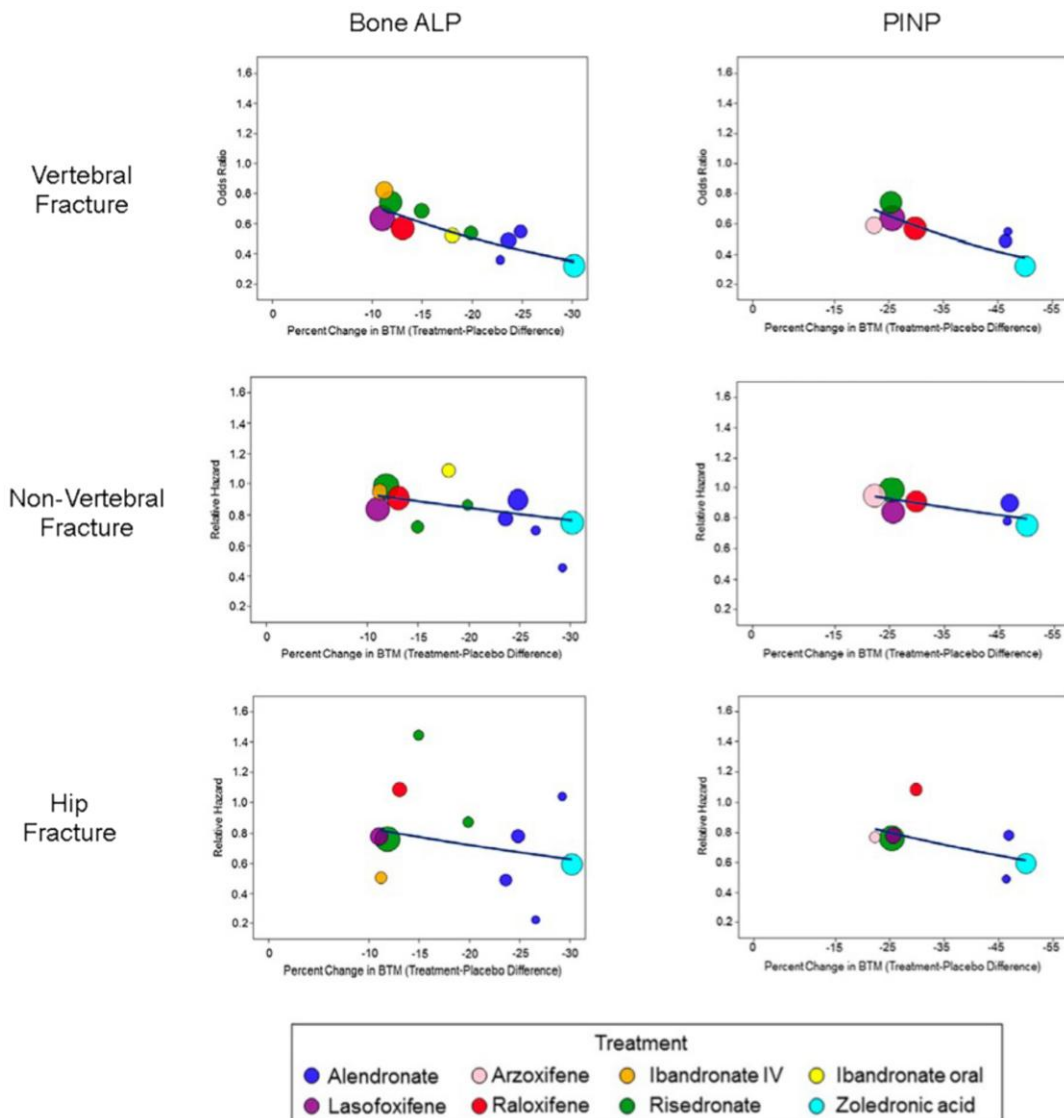 Bone ALP
PINP
Vertebral
Fracture
Odds Ratio
1.6
1.4
1.2
1.0
0.8
0.6
0.4
0.2
0 -10 -15 -20 -25 -30
Percent Change in BTM (Treatment-Placebo Difference)
Odds Ratio
1.6
1.4
1.2
1.0
0.8
0.6
0.4
0.2
0 -25 -35 -45 -55
Percent Change in BTM (Treatment-Placebo Difference)
Non-Vertebral
Fracture
Relative Hazard
1.6
1.4
1.2
1.0
0.8
0.6
0.4
0.2
0 -10 -15 -20 -25 -30
Percent Change in BTM (Treatment-Placebo Difference)
Relative Hazard
1.6
1.4
1.2
1.0
0.8
0.6
0.4
0.2
0 -25 -35 -45 -55
Percent Change in BTM (Treatment-Placebo Difference)
Hip
Fracture
Relative Hazard
1.6
1.4
1.2
1.0
0.8
0.6
0.4
0.2
0 -10 -15 -20 -25 -30
Percent Change in BTM (Treatment-Placebo Difference)
Relative Hazard
1.6
1.4
1.2
1.0
0.8
0.6
0.4
0.2
0 -25 -35 -45 -55
Percent Change in BTM (Treatment-Placebo Difference)
Treatment
Alendronate Arzoxifene Ibandronate IV Ibandronate oral
Lasofoxifene Raloxifene Risedronate Zoledronic acid